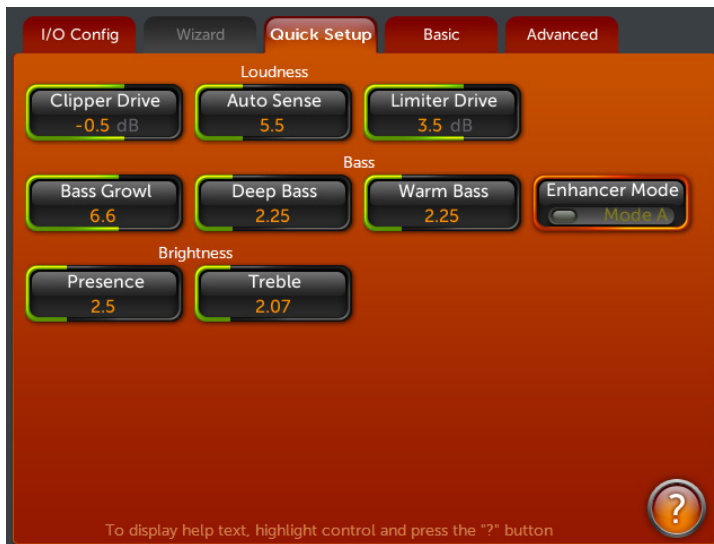 I/O Config
Wizard
Quick Setup
Basic
Advanced
Loudness
Clipper Drive
-0.5 dB
Auto Sense
5.5
Limiter Drive
3.5 dB
Bass
Bass Growl
6.6
Deep Bass
2.25
Warm Bass
2.25
Enhancer Mode
Mode A
Brightness
Presence
2.5
Treble
2.07
To display help text, highlight control and press the "?" button
?